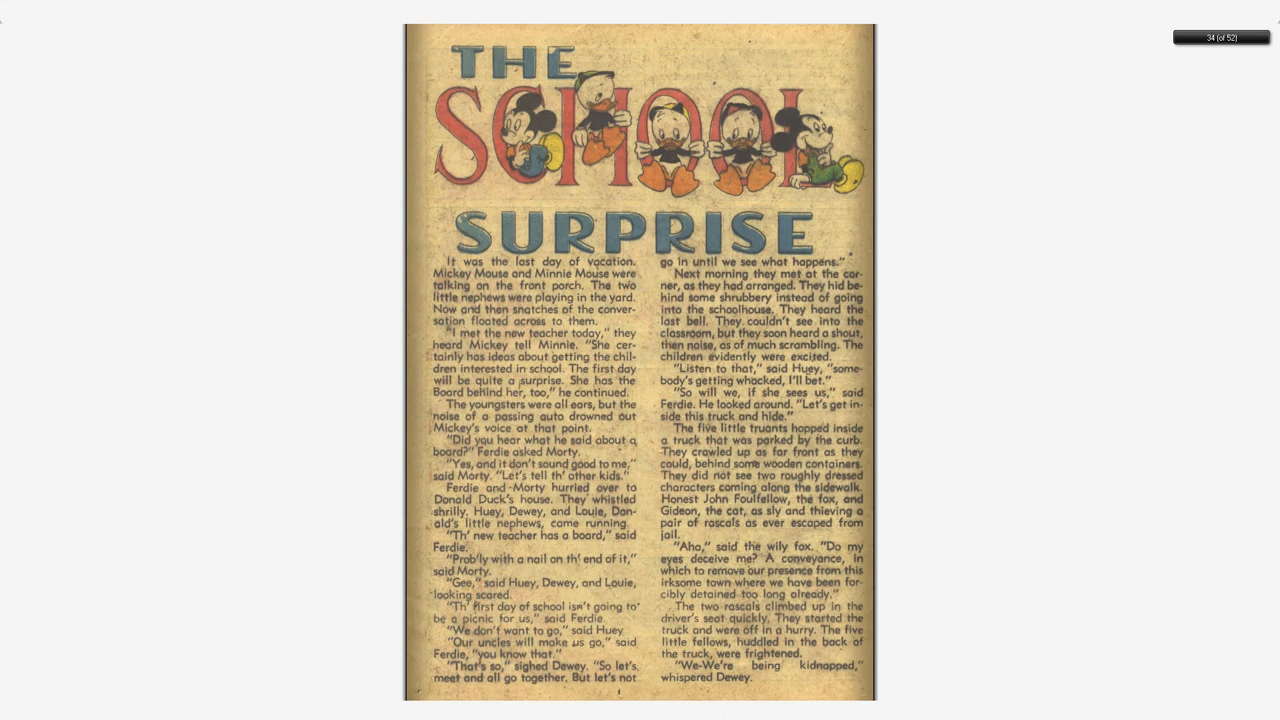 34 (of 52)
THE
SCHOOL
SURPRISE
It was the last day of vacation.
Mickey Mouse and Minnie Mouse were
talking on the front porch. The two
little nephews were playing in the yard.
Now and then snatches of the conver-
sation floated across to them.
"I met the new teacher today," they
heard Mickey tell Minnie. "She cer-
tainly has ideas about getting the chil-
dren interested in school. The first day
will be quite a surprise. She has the
Board behind her, too," he continued.
The youngsters were all ears, but the
noise of a passing auto drowned out
Mickey's voice at that point.
"Did you hear what he said about a
board?" Ferdie asked Morty.
"Yes, and it don't sound good to me,"
said Morty. "Let's tell th' other kids."
Ferdie and Morty hurried over to
Donald Duck's house. They whistled
shrilly. Huey, Dewey, and Louie, Don-
ald's little nephews, came running.
"Th' new teacher has a board," said
Ferdie.
"Prob'ly with a nail on th' end of it,"
said Morty.
"Gee," said Huey, Dewey, and Louie,
looking scared.
"Th' first day of school isn't going to
be a picnic for us," said Ferdie.
"We don't want to go," said Huey
"Our uncles will make us go," said
Ferdie, "you know that."
"That's so," sighed Dewey. "So let's
meet and all go together. But let's not
go in until we see what happens."
Next morning they met at the cor-
ner, as they had arranged. They hid be-
hind some shrubbery instead of going
into the schoolhouse. They heard the
last bell. They couldn't see into the
classroom, but they soon heard a shout,
then noise, as of much scrambling. The
children evidently were excited.
"Listen to that," said Huey, "some-
body's getting whacked, I'll bet."
"So will we, if she sees us," said
Ferdie. He looked around. "Let's get in-
side this truck and hide."
The five little truants hopped inside
a truck that was parked by the curb.
They crawled up as far front as they
could, behind some wooden containers.
They did not see two roughly dressed
characters coming along the sidewalk.
Honest John Foulfellow, the fox, and
Gideon, the cat, as sly and thieving a
pair of rascals as ever escaped from
jail.
"Aha," said the wily fox. "Do my
eyes deceive me? A conveyance, in
which to remove our presence from this
irksome town where we have been for-
cibly detained too long already."
The two rascals climbed up in the
driver's seat quickly. They started the
truck and were off in a hurry. The five
little fellows, huddled in the back of
the truck, were frightened.
"We-We're being kidnapped,"
whispered Dewey.